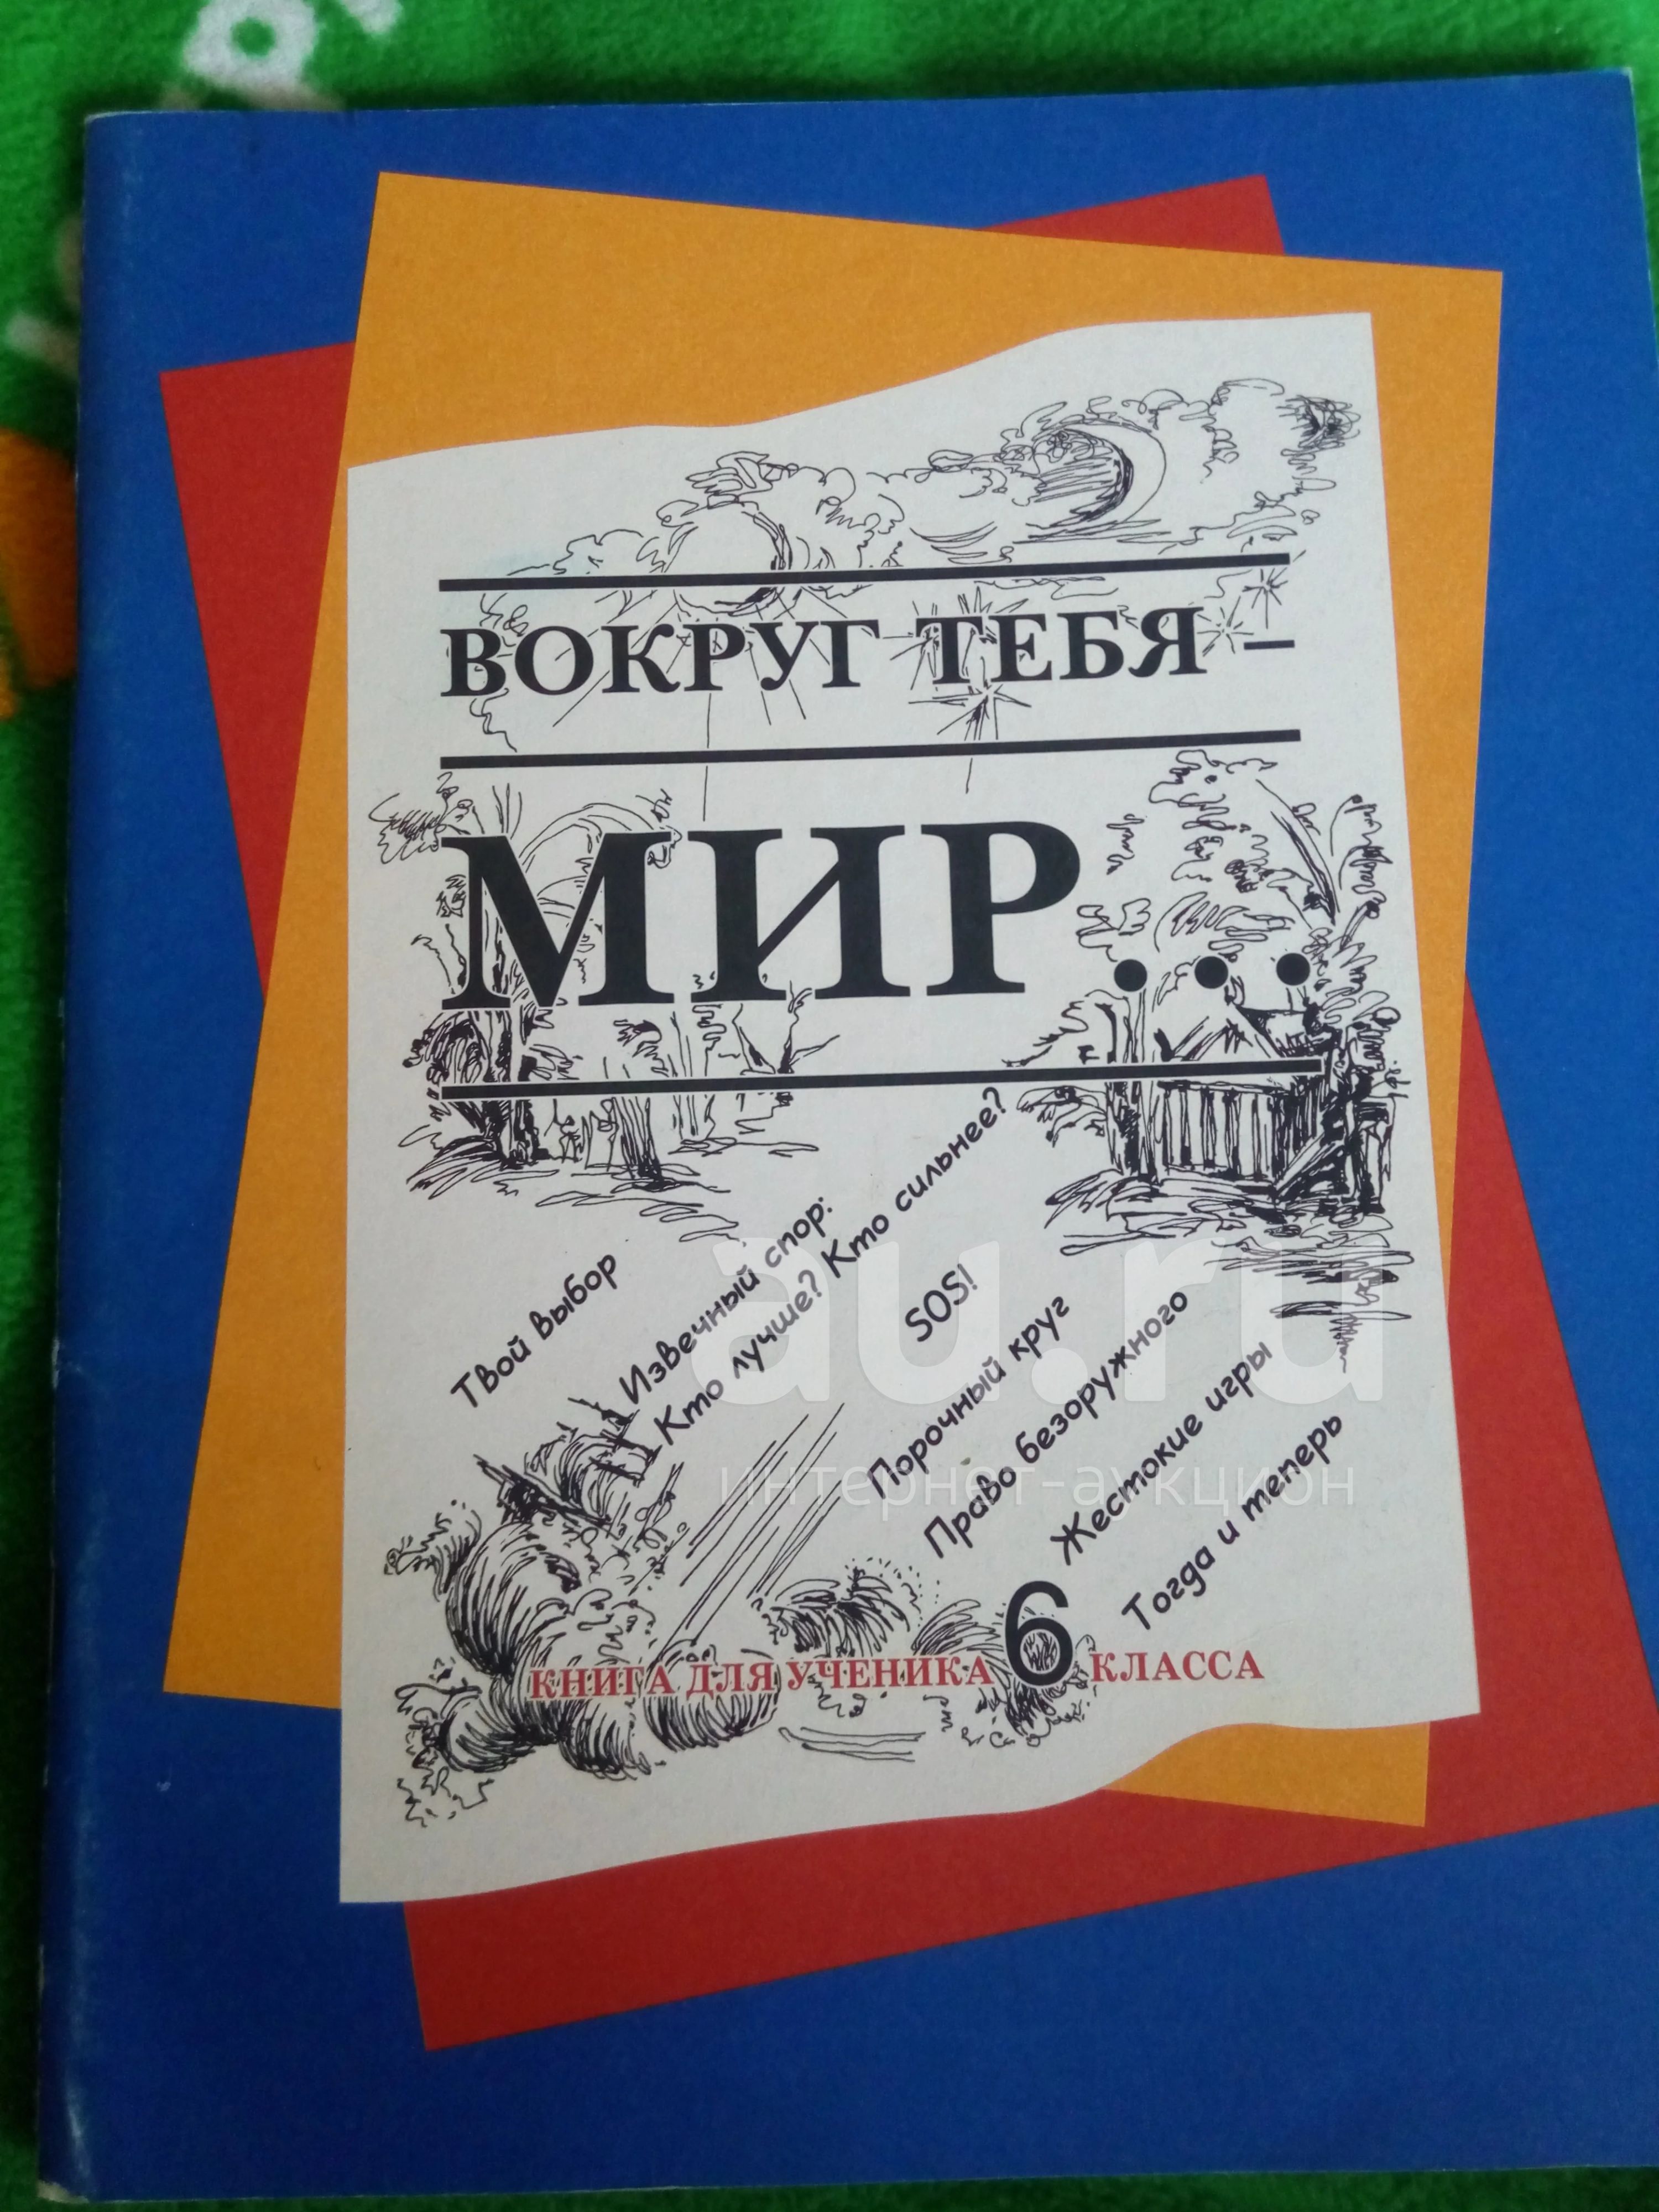 ВОКРУГ ТЕБЯ –
МИР...
Твой выбор
Извечный спор:
Кто лучше? Кто сильнее?
SOS!
Порочный круг
Право безоружного
Жестокие игры
Тогда и теперь
КНИГА ДЛЯ УЧЕНИКА 6 КЛАССА
au.ru
интернет-аукцион